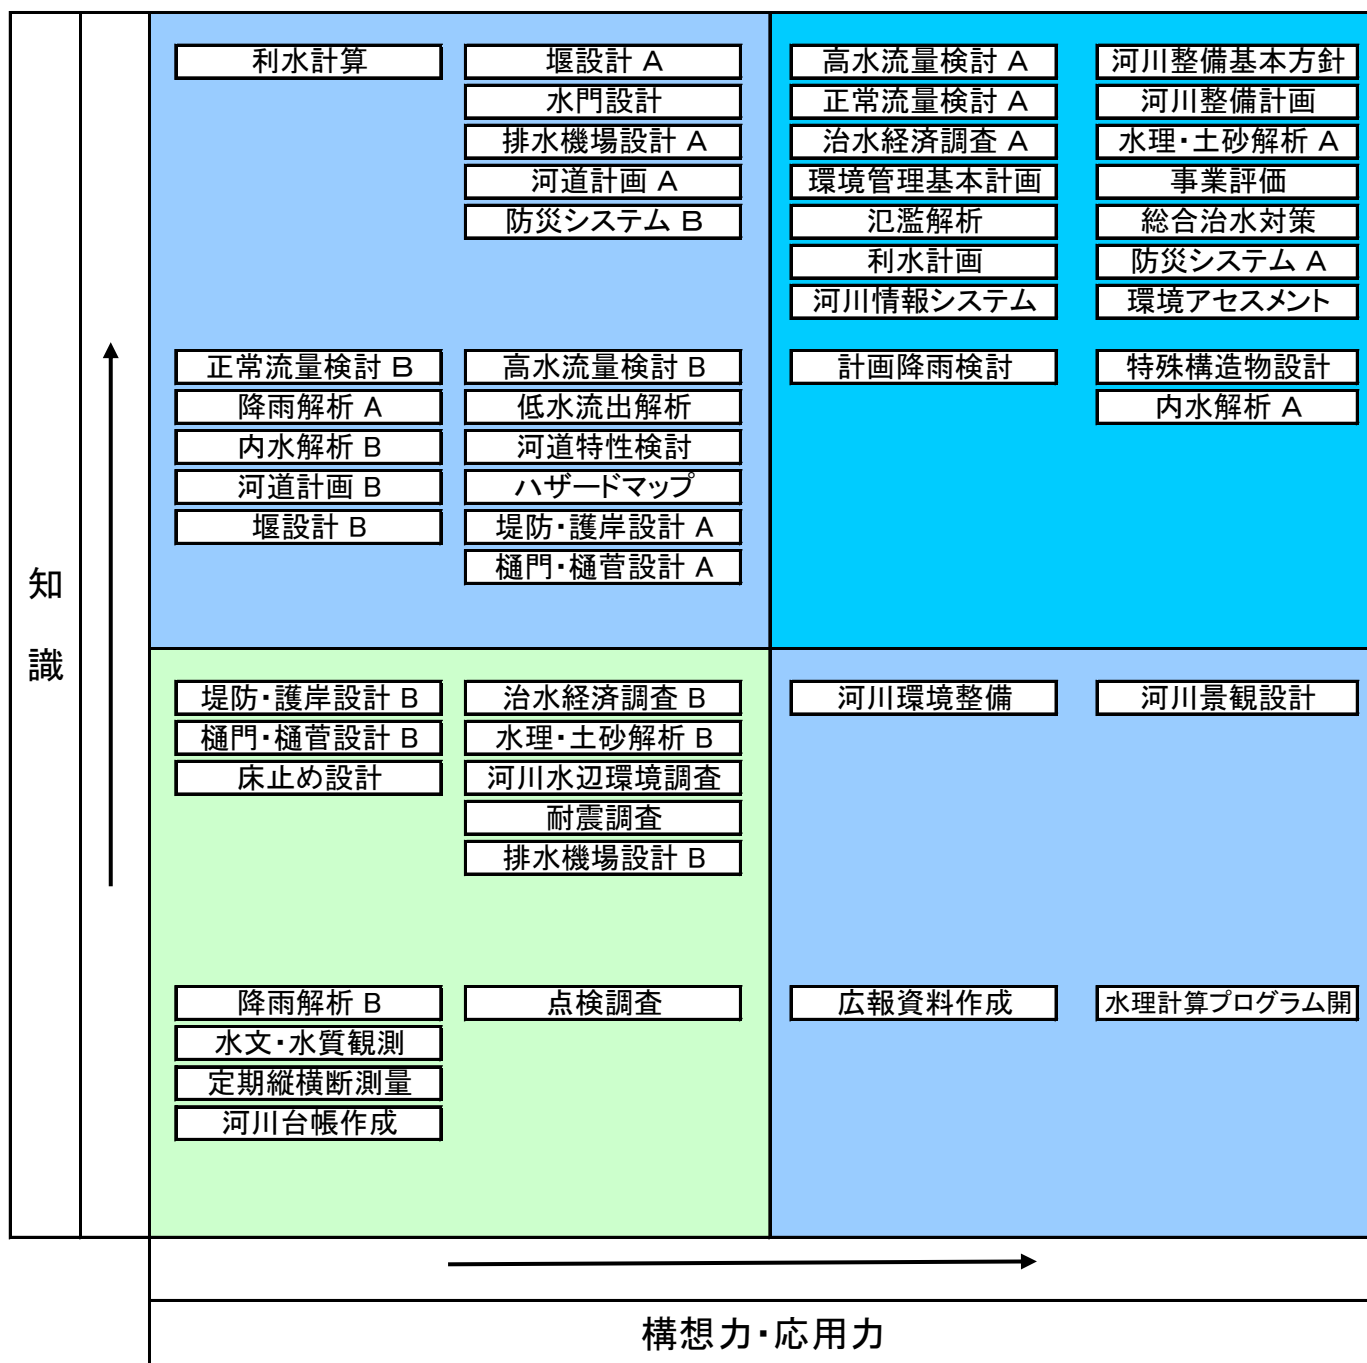 利水計算
堰設計 A
水門設計
排水機場設計 A
河道計画 A
防災システム B
高水流量検討 A
正常流量検討 A
治水経済調査 A
環境管理基本計画
氾濫解析
利水計画
河川情報システム
河川整備基本方針
河川整備計画
水理・土砂解析 A
事業評価
総合治水対策
防災システム A
環境アセスメント
正常流量検討 B
降雨解析 A
内水解析 B
河道計画 B
堰設計 B
高水流量検討 B
低水流出解析
河道特性検討
ハザードマップ
堤防・護岸設計 A
樋門・樋菅設計 A
計画降雨検討
特殊構造物設計
内水解析 A
知
識
堤防・護岸設計 B
樋門・樋菅設計 B
床止め設計
治水経済調査 B
水理・土砂解析 B
河川水辺環境調査
耐震調査
排水機場設計 B
河川環境整備
河川景観設計
降雨解析 B
水文・水質観測
定期縦横断測量
河川台帳作成
点検調査
広報資料作成
水理計算プログラム開
構想力・応用力